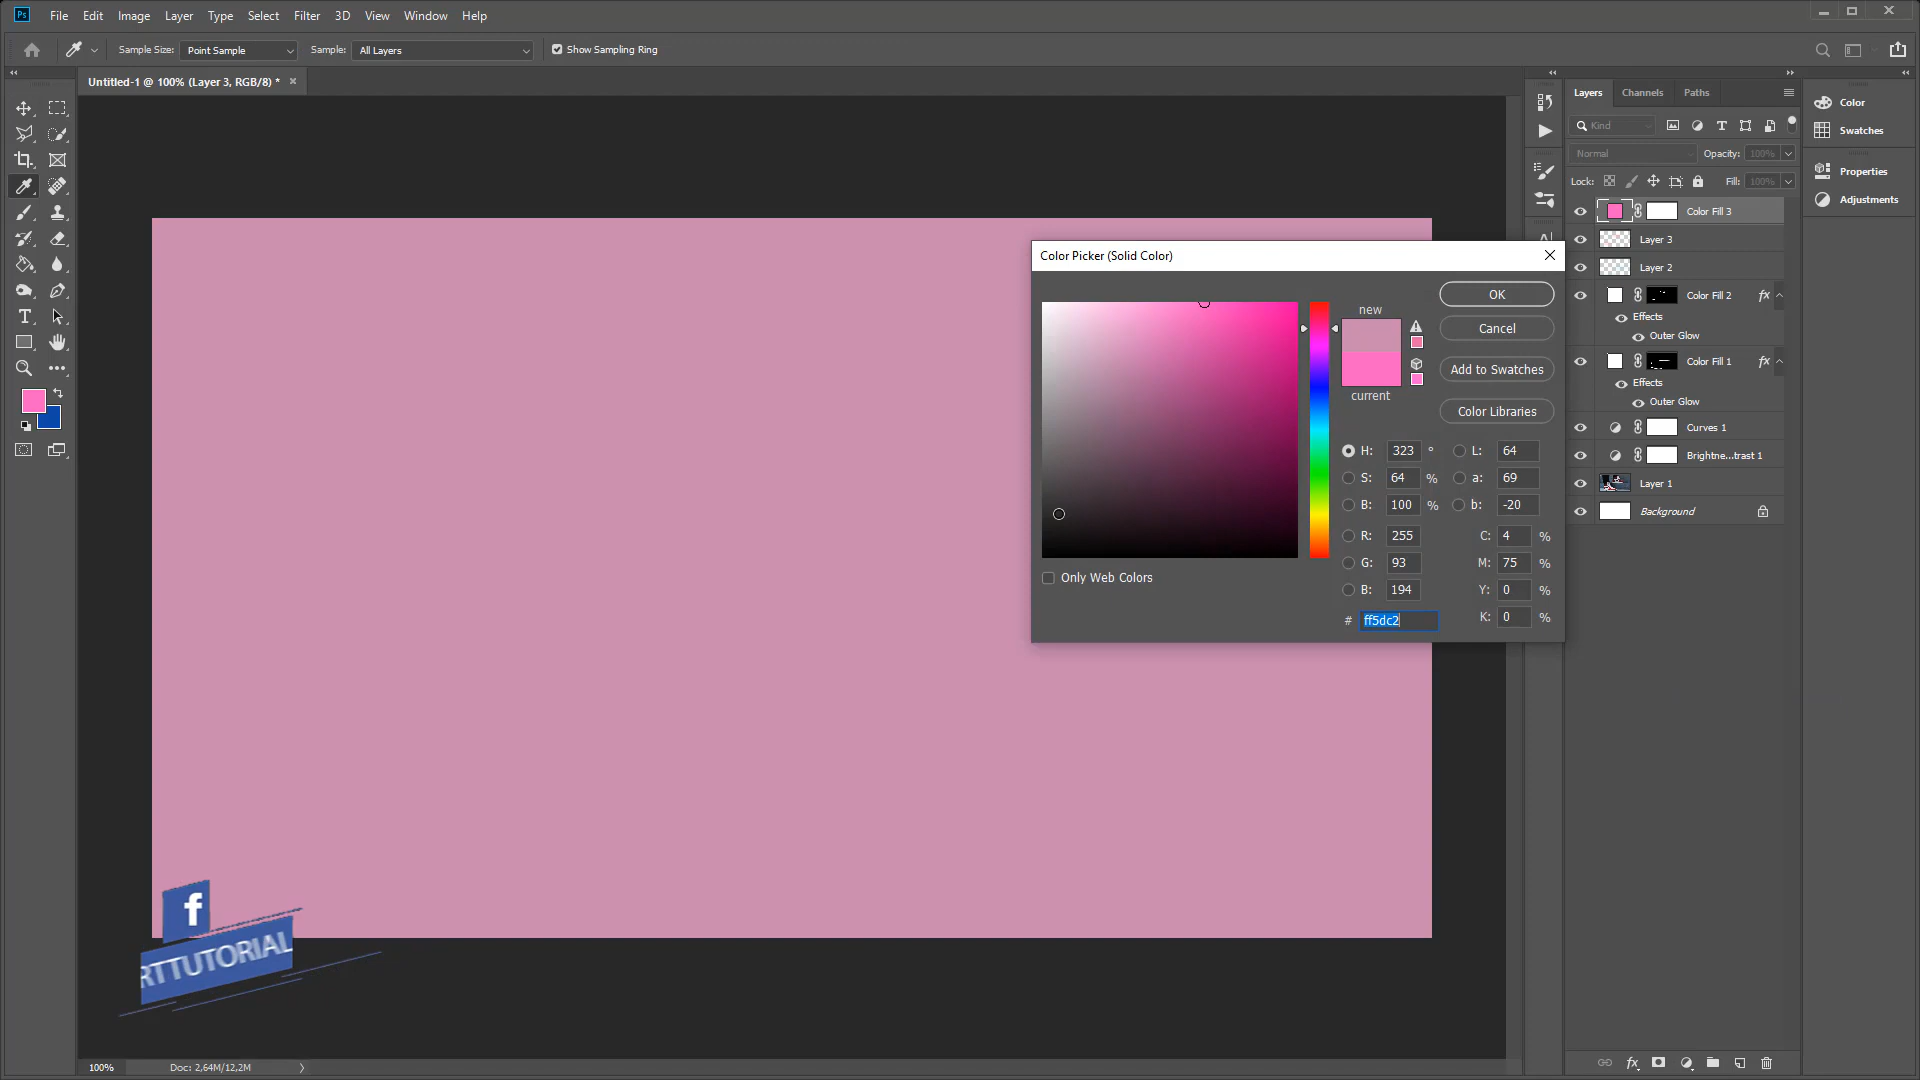 Ps File Edit Image Layer Type Select Filter 3D View Window Help
Sample Size: Point Sample Sample: All Layers Show Sampling Ring
Untitled-1 @ 100% (Layer 3, RGB/8) *
Layers Channels Paths
Kind
Normal Opacity: 100%
Lock: Fill: 100%
Color Fill 3
Layer 3
Layer 2
Color Fill 2 fx
Effects
Outer Glow
Color Fill 1 fx
Effects
Outer Glow
Curves 1
Brightne...trast 1
Layer 1
Background
Color
Swatches
Properties
Adjustments
Color Picker (Solid Color)
new
current
OK
Cancel
Add to Swatches
Color Libraries
H: 323 ° L: 64
S: 64 % a: 69
B: 100 % b: -20
R: 255 C: 4 %
G: 93 M: 75 %
B: 194 Y: 0 %
# ff5dc2 K: 0 %
Only Web Colors
f
RTTUTORIAL
100% Doc: 2,64M/12,2M
fx